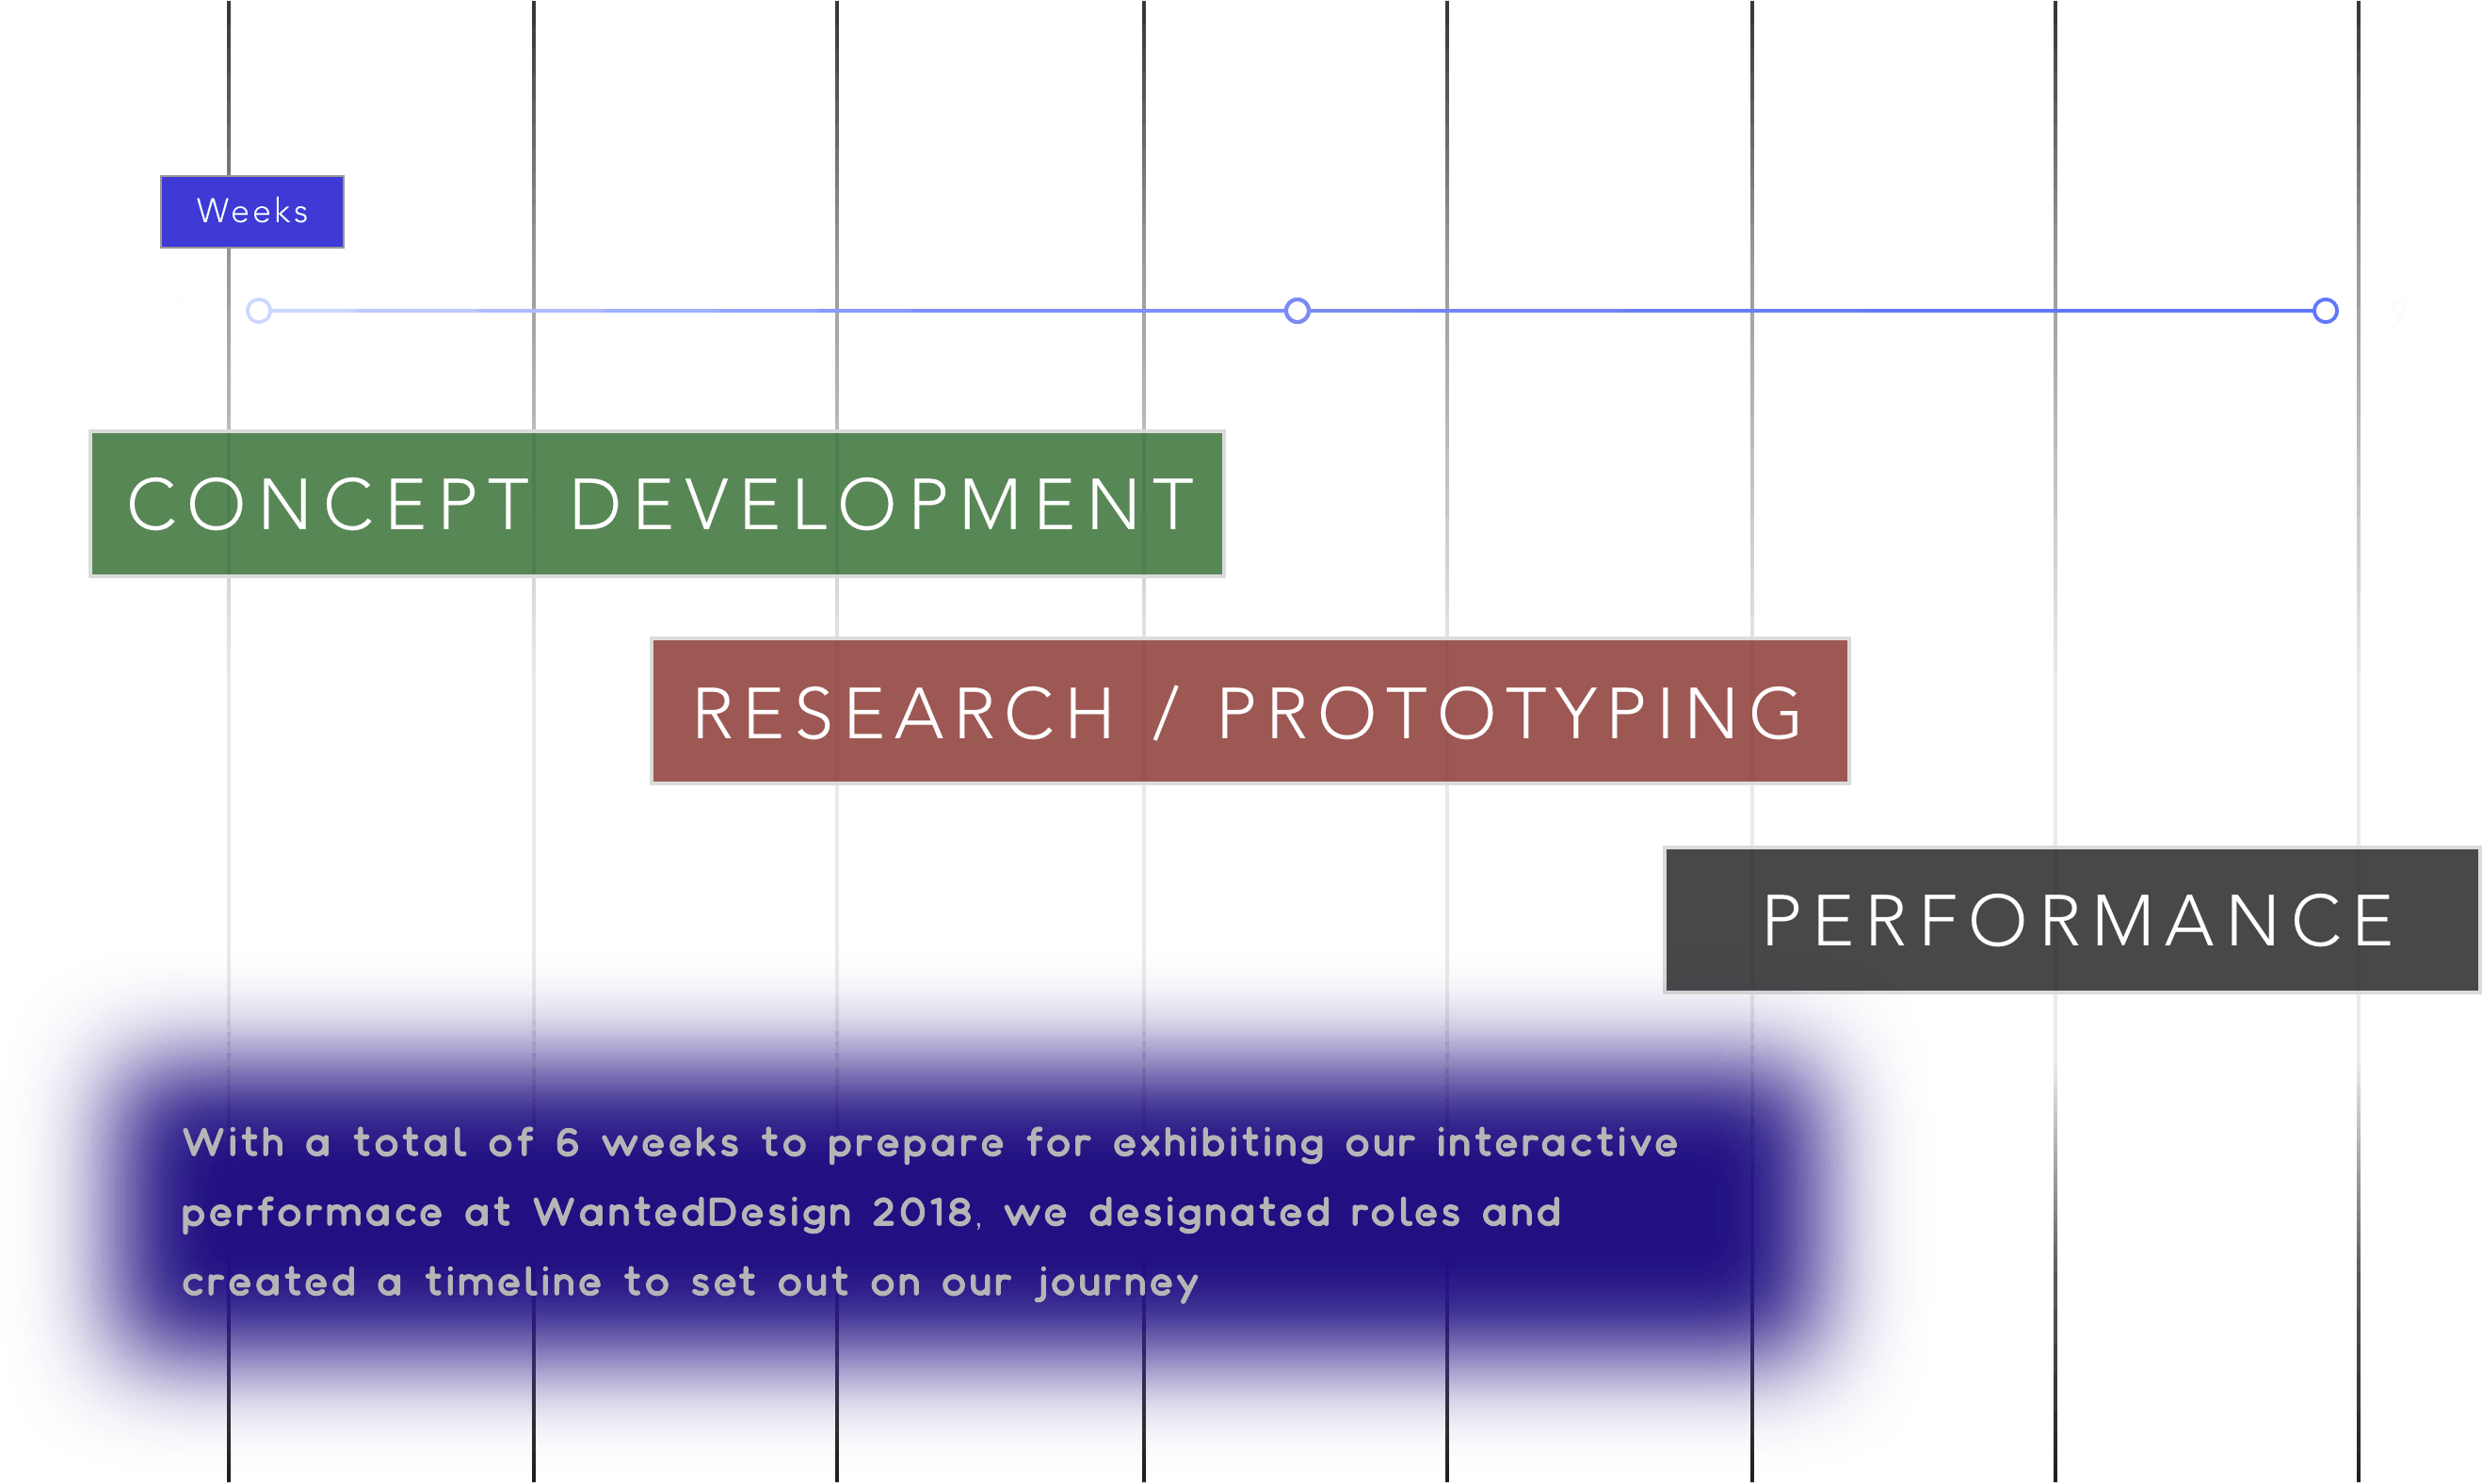 Weeks
CONCEPT DEVELOPMENT
RESEARCH / PROTOTYPING
PERFORMANCE
With a total of 6 weeks to prepare for exhibiting our interactive
performace at WantedDesign 2018, we designated roles and
created a timeline to set out on our journey